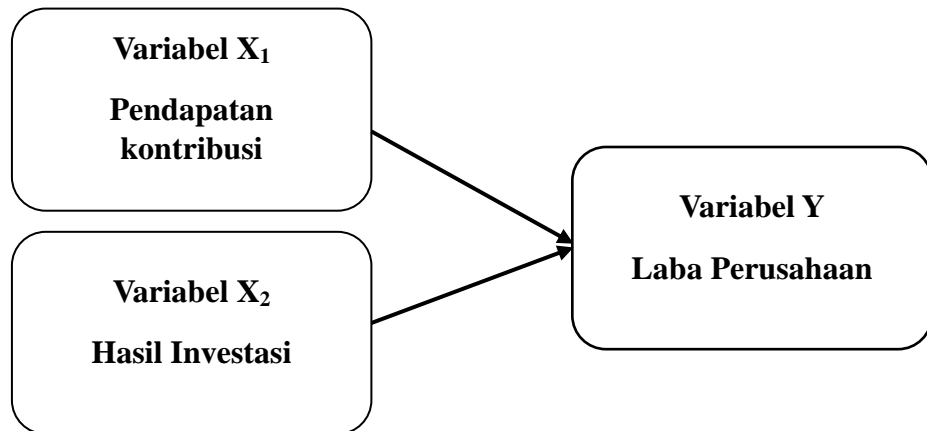 Variabel X₁
Pendapatan
kontribusi
Variabel Y
Laba Perusahaan
Variabel X₂
Hasil Investasi